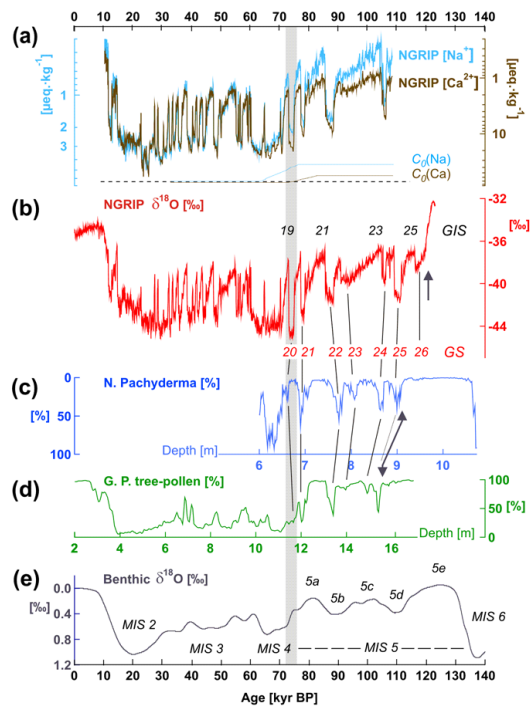 0 10 20 30 40 50 60 70 80 90 100 110 120 130 140
(a)
NGRIP [Na⁺]
NGRIP [Ca²⁺]
[µeq.·kg⁻¹]
1
2
3
1
10
[µeq.·kg⁻¹]
C₀(Na)
C₀(Ca)
(b)
NGRIP δ¹⁸O [‰]
19 21 23 25 GIS
-32
-36
-40
-44
[‰]
20 21 22 23 24 25 26 GS
(c)
N. Pachyderma [%]
[%]
0
50
100
Depth [m]
6 7 8 9 10
(d)
G. P. tree-pollen [%]
100
50
0
[%]
Depth [m]
2 4 6 8 10 12 14 16
(e)
Benthic δ¹⁸O [‰]
[‰]
0.0
0.4
0.8
1.2
5a 5b 5c 5d 5e
MIS 2 MIS 3 MIS 4 MIS 5 MIS 6
0 10 20 30 40 50 60 70 80 90 100 110 120 130 140
Age [kyr BP]